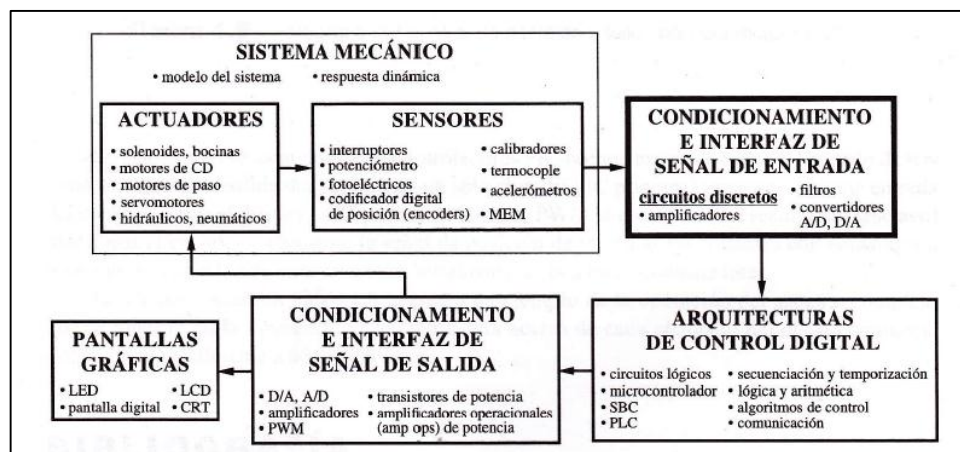 SISTEMA MECÁNICO
• modelo del sistema • respuesta dinámica
ACTUADORES
• solenoides, bocinas
• motores de CD
• motores de paso
• servomotores
• hidráulicos, neumáticos
SENSORES
• interruptores
• potenciómetro
• fotoeléctricos
• codificador digital
de posición (encoders)
• calibradores
• termocople
• acelerómetros
• MEM
CONDICIONAMIENTO
E INTERFAZ DE
SEÑAL DE ENTRADA
circuitos discretos
• amplificadores
• filtros
• convertidores
A/D, D/A
ARQUITECTURAS
DE CONTROL DIGITAL
• circuitos lógicos
• microcontrolador
• SBC
• PLC
• secuenciación y temporización
• lógica y aritmética
• algoritmos de control
• comunicación
CONDICIONAMIENTO
E INTERFAZ DE
SEÑAL DE SALIDA
• D/A, A/D
• amplificadores
• PWM
• transistores de potencia
• amplificadores operacionales
(amp ops) de potencia
PANTALLAS
GRÁFICAS
• LED
• pantalla digital
• LCD
• CRT